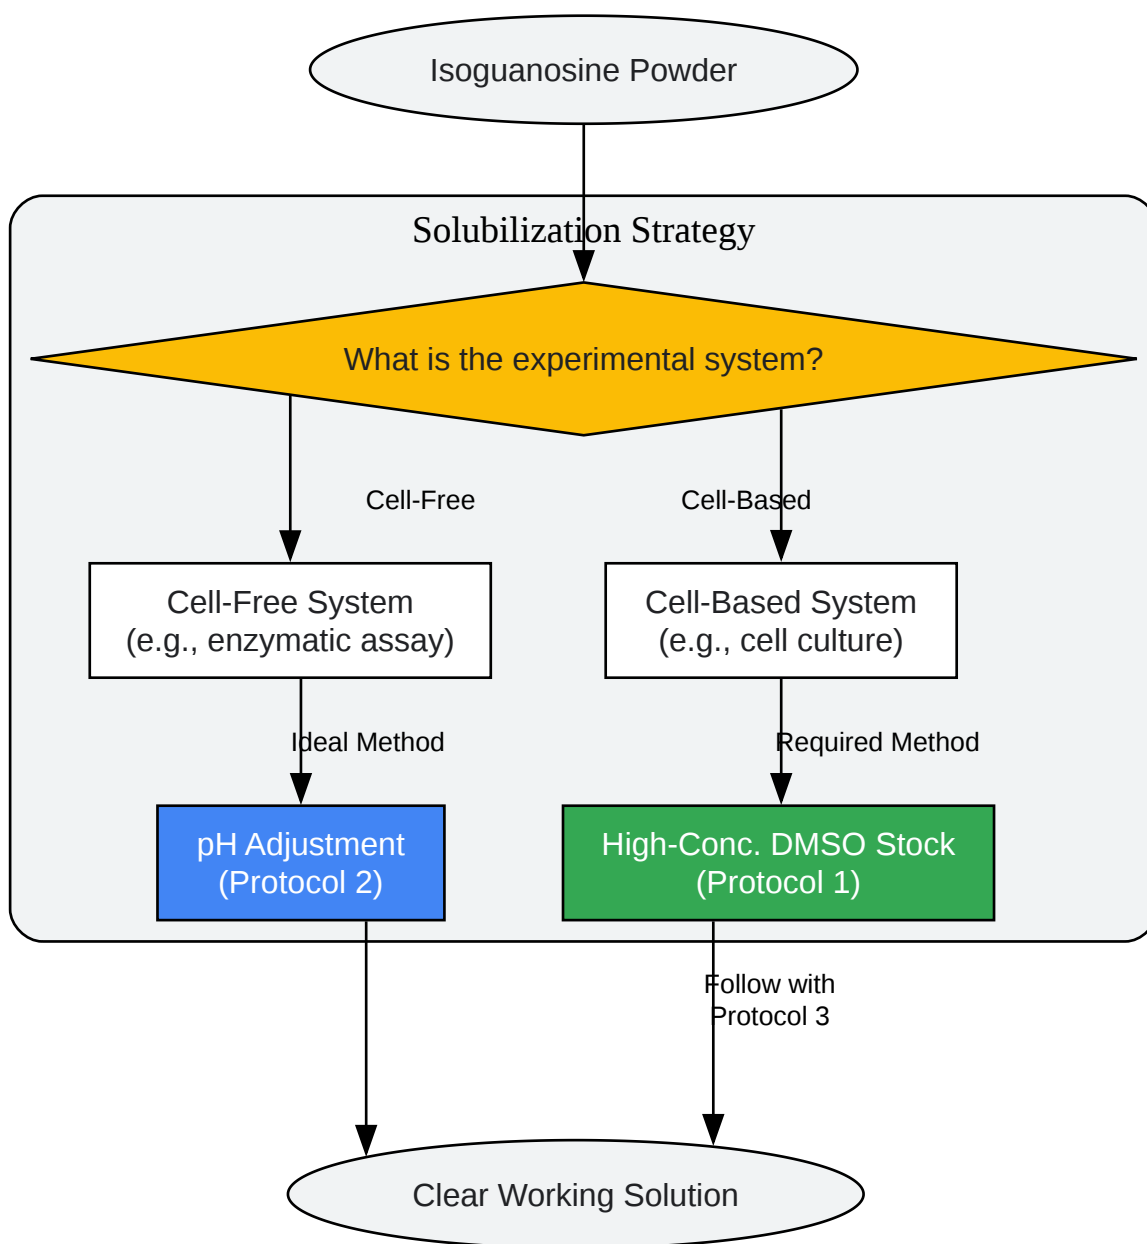 Isoguanosine Powder
Solubilization Strategy
What is the experimental system?
Cell-Free
Cell-Based
Cell-Free System
(e.g., enzymatic assay)
Cell-Based System
(e.g., cell culture)
Ideal Method
Required Method
pH Adjustment
(Protocol 2)
High-Conc. DMSO Stock
(Protocol 1)
Follow with
Protocol 3
Clear Working Solution